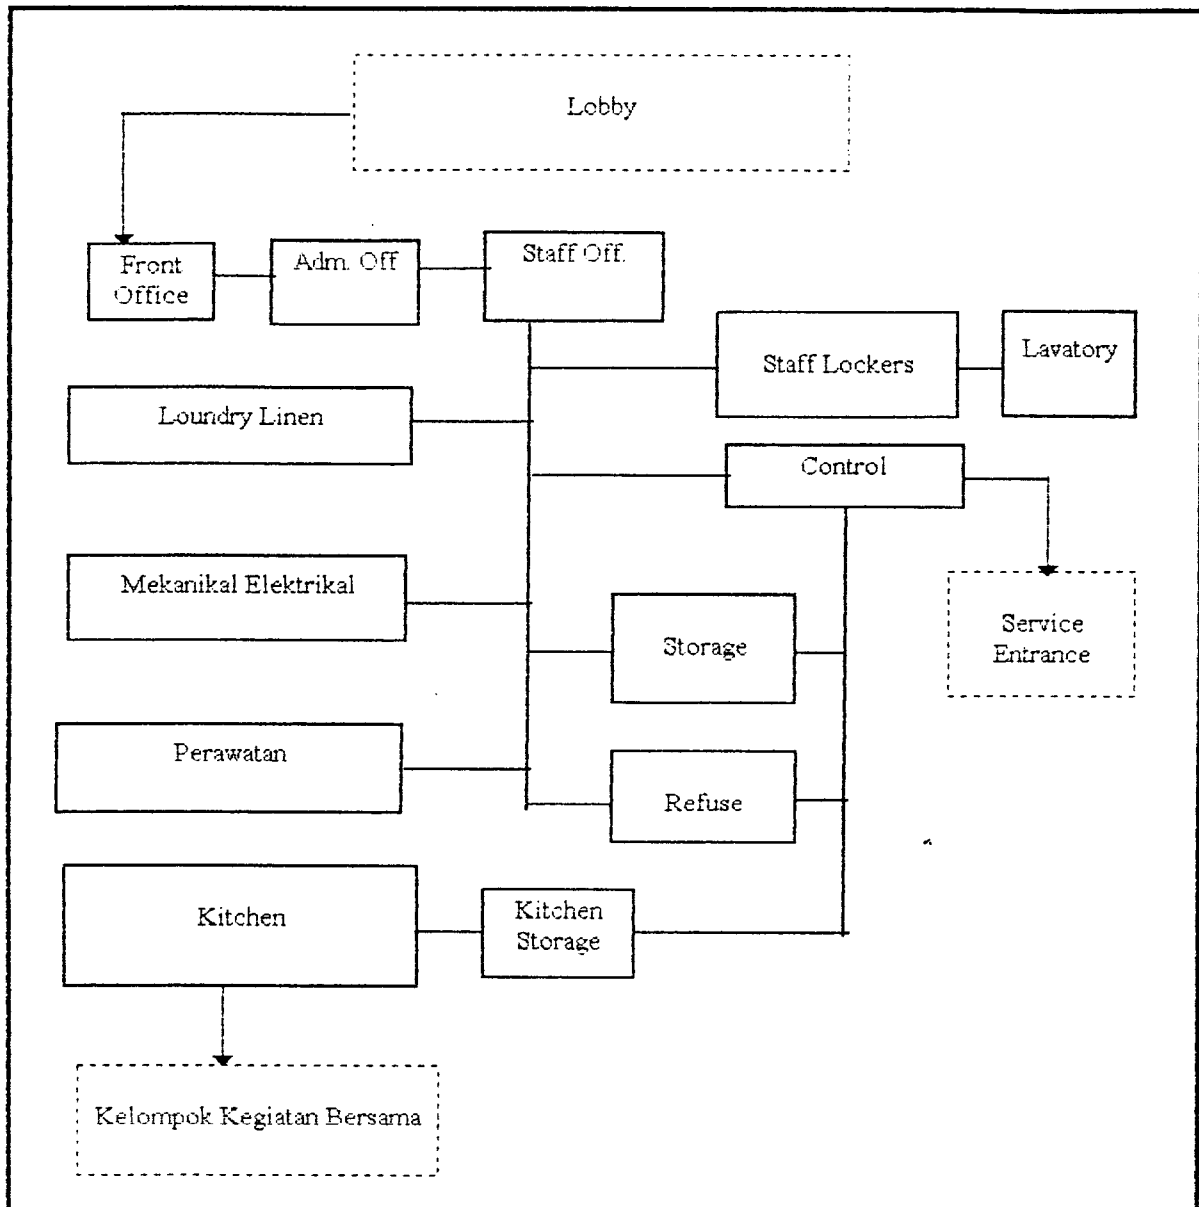 Lobby
Front
Office
Adm. Off
Staff Off.
Staff Lockers
Lavatory
Loundry Linen
Control
Mekanikal Elektrikal
Storage
Service
Entrance
Perawatan
Refuse
Kitchen
Kitchen
Storage
Kelompok Kegiatan Bersama